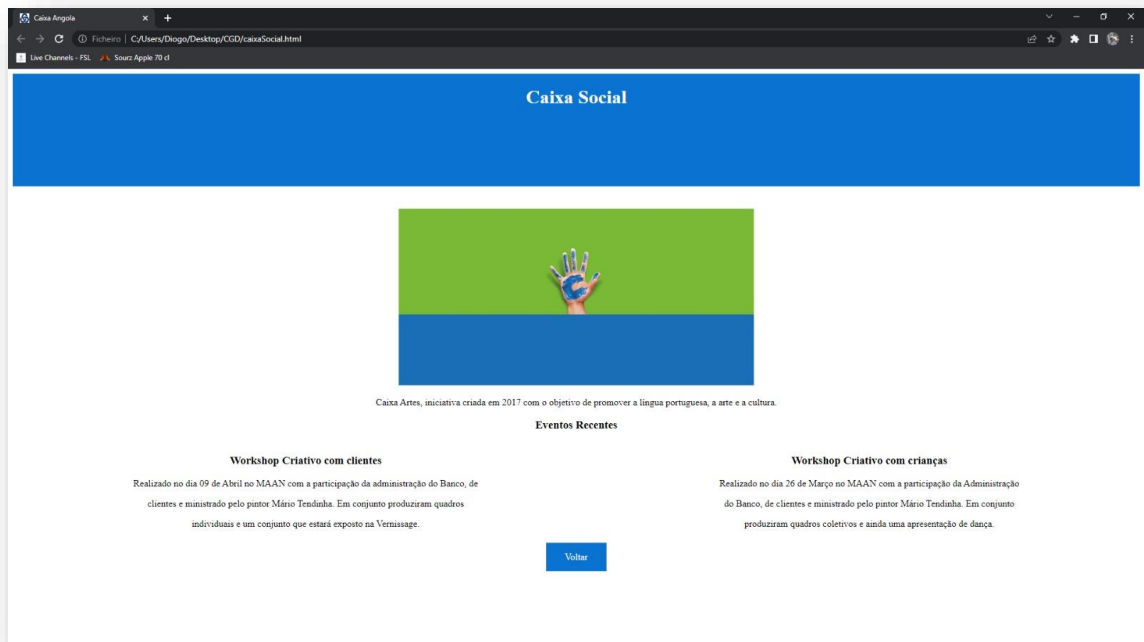 Caixa Angola
Ficheiro | C:/Users/Diogo/Desktop/CGD/caixaSocial.html
Live Channels - FSL Sourz Apple 70 cl
Caixa Social
Caixa Artes, iniciativa criada em 2017 com o objetivo de promover a língua portuguesa, a arte e a cultura.
Eventos Recentes
Workshop Criativo com clientes
Realizado no dia 09 de Abril no MAAN com a participação da administração do Banco, de
clientes e ministrado pelo pintor Mário Tendinha. Em conjunto produziram quadros
individuais e um conjunto que estará exposto na Vernissage.
Workshop Criativo com crianças
Realizado no dia 26 de Março no MAAN com a participação da Administração
do Banco, de clientes e ministrado pelo pintor Mário Tendinha. Em conjunto
produziram quadros coletivos e ainda uma apresentação de dança.
Voltar